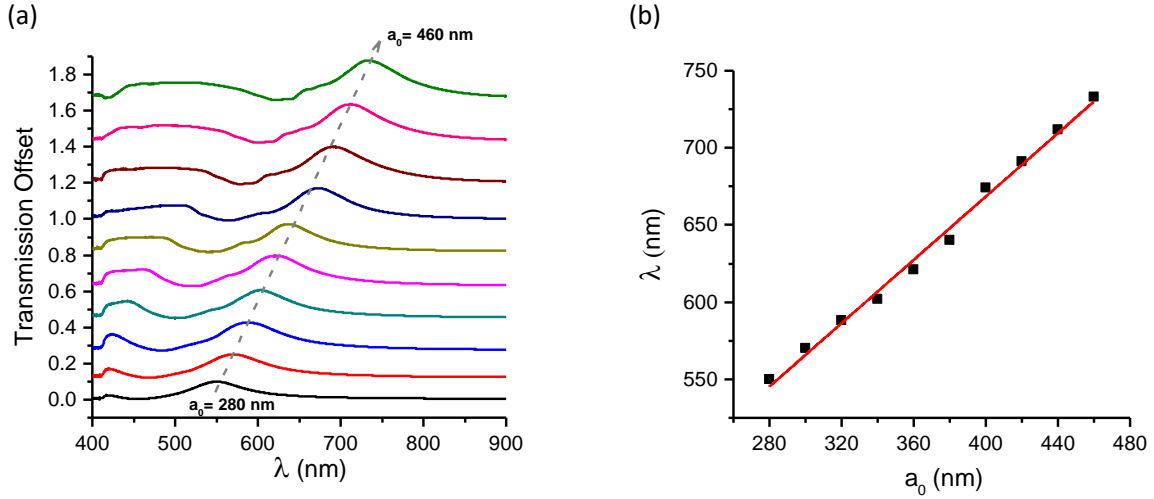 (a)
a0= 460 nm
1.8
1.6
1.4
1.2
1.0
0.8
0.6
0.4
0.2
0.0
Transmission Offset
a0= 280 nm
400 500 600 700 800 900
λ (nm)
(b)
750
700
650
600
550
λ (nm)
280 320 360 400 440 480
a0 (nm)